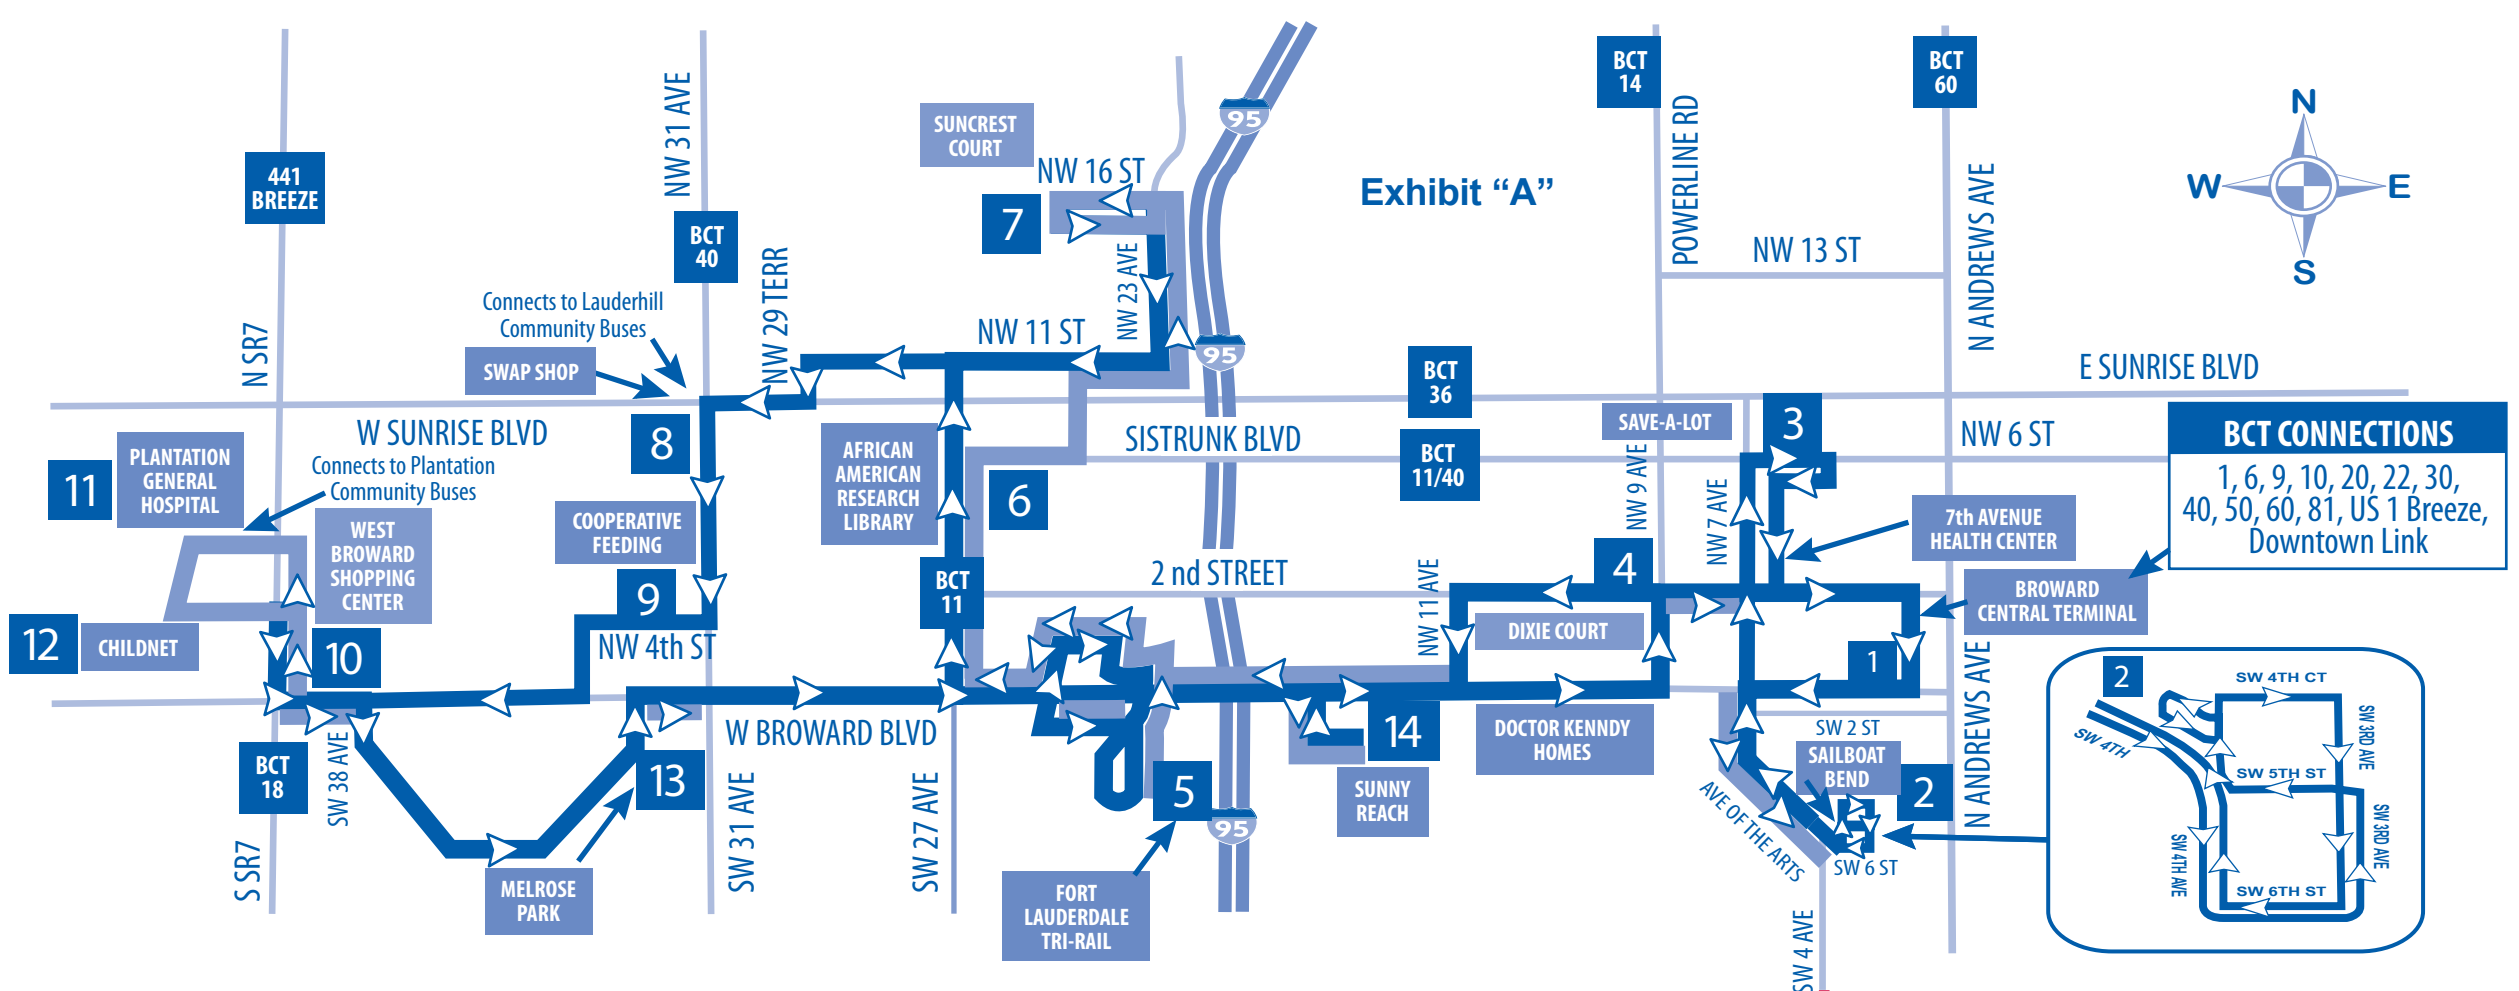 BCT
14
BCT
60
N
W
E
S
95
SUNCREST
COURT
NW 16 ST
Exhibit “A”
441
BREEZE
NW 31 AVE
BCT
40
7
POWERLINE RD
NW 13 ST
N ANDREWS AVE
NW 23 AVE
NW 29 TERR
Connects to Lauderhill
Community Buses
NW 11 ST
N SR7
SWAP SHOP
95
BCT
36
E SUNRISE BLVD
W SUNRISE BLVD
SAVE-A-LOT
3
8
SISTRUNK BLVD
NW 6 ST
BCT CONNECTIONS
1, 6, 9, 10, 20, 22, 30,
40, 50, 60, 81, US 1 Breeze,
Downtown Link
11
PLANTATION
GENERAL
HOSPITAL
Connects to Plantation
Community Buses
AFRICAN
AMERICAN
RESEARCH
LIBRARY
6
BCT
11/40
NW 9 AVE
NW 7 AVE
7th AVENUE
HEALTH CENTER
COOPERATIVE
FEEDING
WEST
BROWARD
SHOPPING
CENTER
BCT
11
2 nd STREET
NW 11 AVE
4
9
BROWARD
CENTRAL TERMINAL
12
CHILDNET
10
NW 4th ST
DIXIE COURT
1
N ANDREWS AVE
2
SW 4TH CT
SW 4TH
SW 3RD AVE
SW 5TH ST
SW 3RD AVE
SW 4TH AVE
SW 6TH ST
BCT
18
SW 38 AVE
13
W BROWARD BLVD
14
DOCTOR KENNDY
HOMES
SW 2 ST
SAILBOAT
BEND
2
5
SUNNY
REACH
AVE OF THE ARTS
95
S SR7
SW 31 AVE
SW 27 AVE
SW 6 ST
MELROSE
PARK
FORT
LAUDERDALE
TRI-RAIL
SW 4 AVE